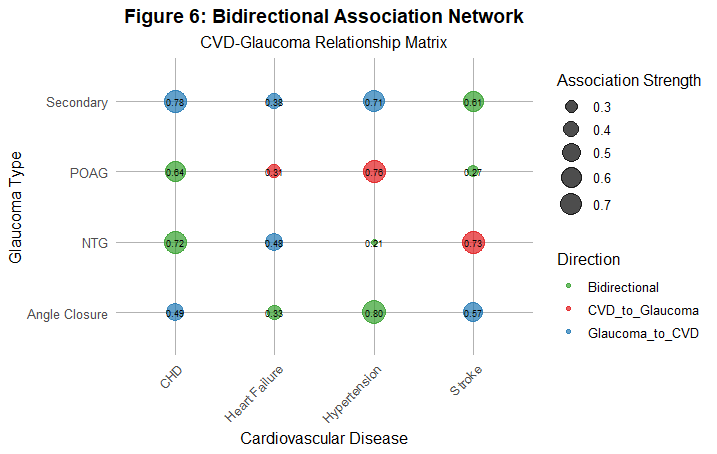 Figure 6: Bidirectional Association Network
CVD-Glaucoma Relationship Matrix
Glaucoma Type
Secondary
0.78
0.38
0.71
0.61
POAG
0.64
0.31
0.76
0.27
NTG
0.72
0.48
0.21
0.73
Angle Closure
0.49
0.33
0.80
0.57
CHD
Heart Failure
Hypertension
Stroke
Cardiovascular Disease
Association Strength
0.3
0.4
0.5
0.6
0.7
Direction
Bidirectional
CVD_to_Glaucoma
Glaucoma_to_CVD